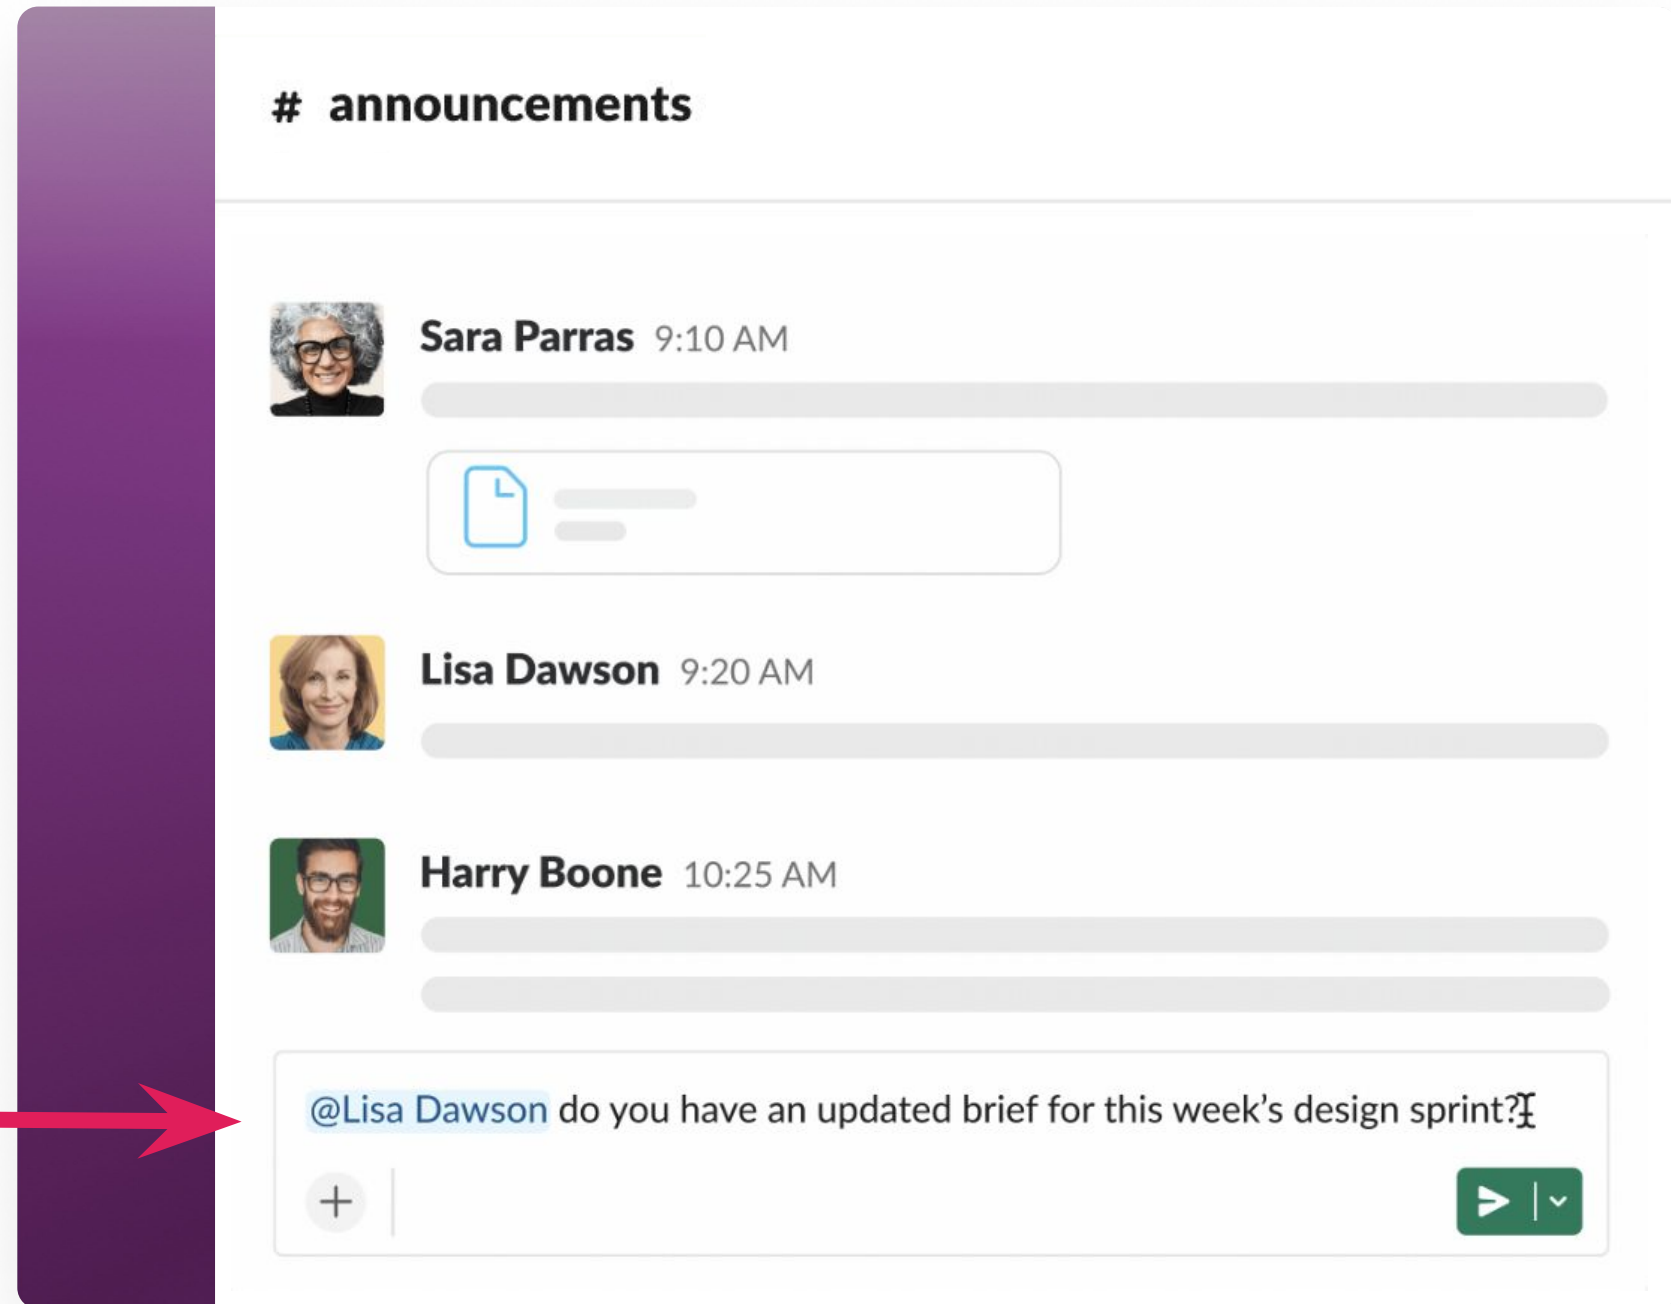 # announcements
Sara Parras 9:10 AM
Lisa Dawson 9:20 AM
Harry Boone 10:25 AM
@Lisa Dawson do you have an updated brief for this week’s design sprint?